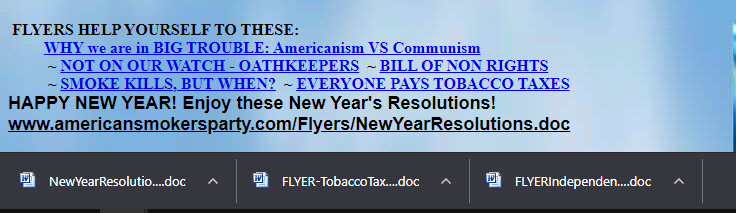 FLYERS HELP YOURSELF TO THESE:
WHY we are in BIG TROUBLE: Americanism VS Communism
~ NOT ON OUR WATCH - OATHKEEPERS ~ BILL OF NON RIGHTS
~ SMOKE KILLS, BUT WHEN? ~ EVERYONE PAYS TOBACCO TAXES
HAPPY NEW YEAR! Enjoy these New Year's Resolutions!
www.americansmokersparty.com/Flyers/NewYearResolutions.doc
NewYearResolutio....doc FLYER-TobaccoTax....doc FLYERIndependen....doc